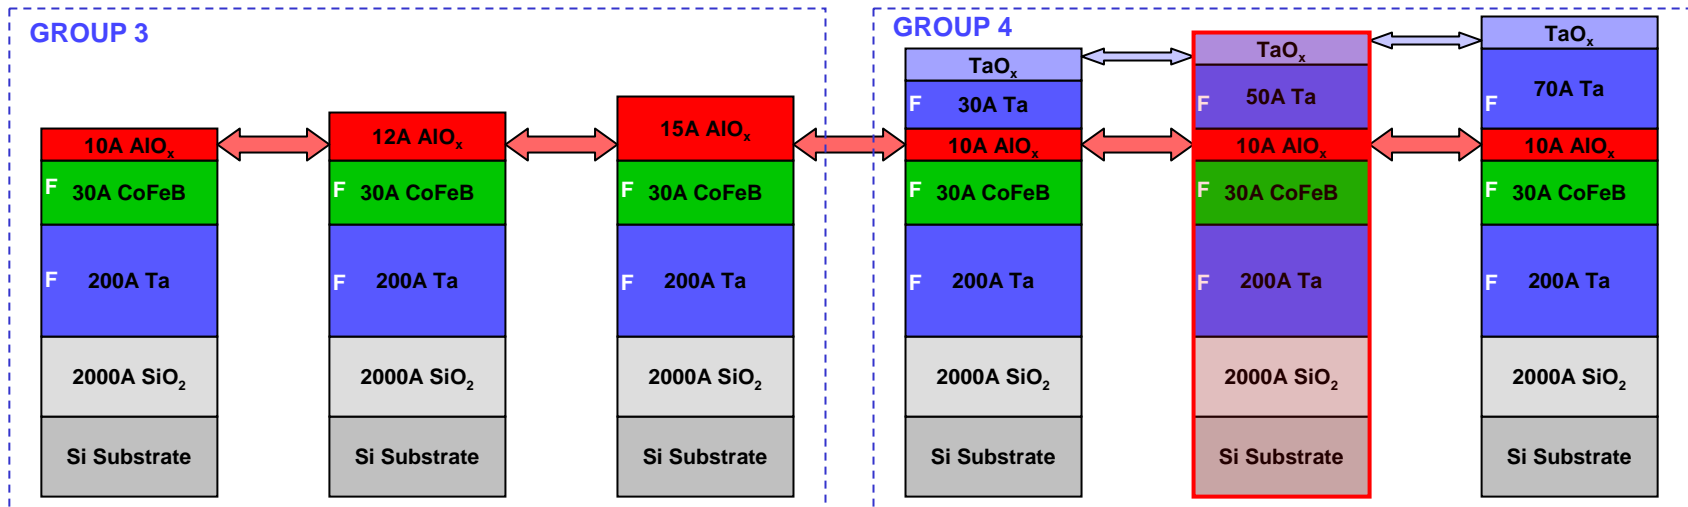 GROUP 3
10A AlOₓ
F 30A CoFeB
F 200A Ta
2000A SiO₂
Si Substrate
12A AlOₓ
F 30A CoFeB
F 200A Ta
2000A SiO₂
Si Substrate
15A AlOₓ
F 30A CoFeB
F 200A Ta
2000A SiO₂
Si Substrate
GROUP 4
TaOₓ
F 30A Ta
10A AlOₓ
F 30A CoFeB
F 200A Ta
2000A SiO₂
Si Substrate
TaOₓ
F 50A Ta
10A AlOₓ
F 30A CoFeB
F 200A Ta
2000A SiO₂
Si Substrate
TaOₓ
F 70A Ta
10A AlOₓ
F 30A CoFeB
F 200A Ta
2000A SiO₂
Si Substrate